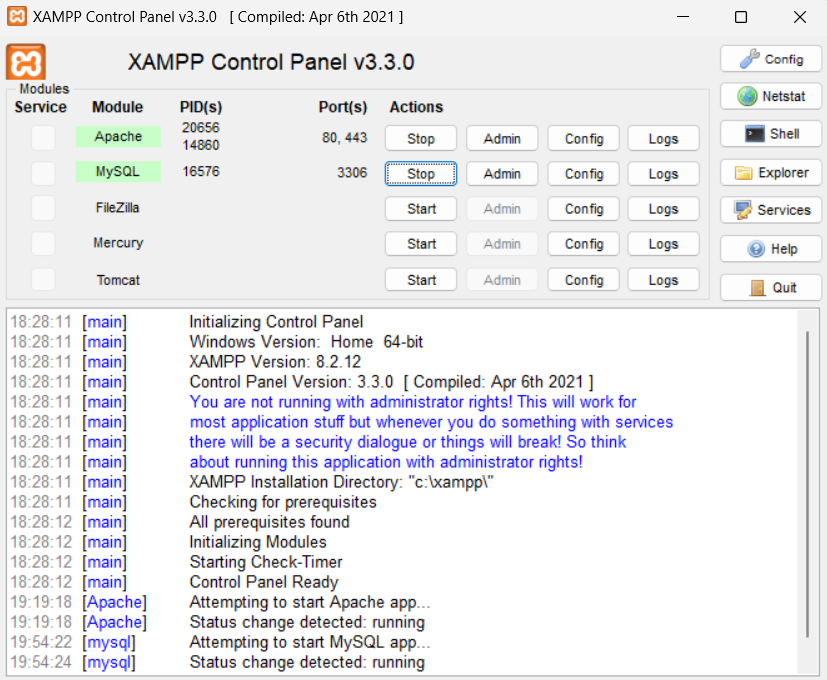 XAMPP Control Panel v3.3.0 [ Compiled: Apr 6th 2021 ]
XAMPP Control Panel v3.3.0
Config
Modules
Service Module PID(s) Port(s) Actions
Netstat
Apache 20656 14860 80, 443 Stop Admin Config Logs
Shell
MySQL 16576 3306 Stop Admin Config Logs
Explorer
FileZilla Start Admin Config Logs
Services
Mercury Start Admin Config Logs
Help
Tomcat Start Admin Config Logs
Quit
18:28:11 [main] Initializing Control Panel
18:28:11 [main] Windows Version: Home 64-bit
18:28:11 [main] XAMPP Version: 8.2.12
18:28:11 [main] Control Panel Version: 3.3.0 [ Compiled: Apr 6th 2021 ]
18:28:11 [main] You are not running with administrator rights! This will work for
18:28:11 [main] most application stuff but whenever you do something with services
18:28:11 [main] there will be a security dialogue or things will break! So think
18:28:11 [main] about running this application with administrator rights!
18:28:11 [main] XAMPP Installation Directory: "c:\xampp\"
18:28:11 [main] Checking for prerequisites
18:28:12 [main] All prerequisites found
18:28:12 [main] Initializing Modules
18:28:12 [main] Starting Check-Timer
18:28:12 [main] Control Panel Ready
19:19:18 [Apache] Attempting to start Apache app...
19:19:18 [Apache] Status change detected: running
19:54:22 [mysql] Attempting to start MySQL app...
19:54:24 [mysql] Status change detected: running